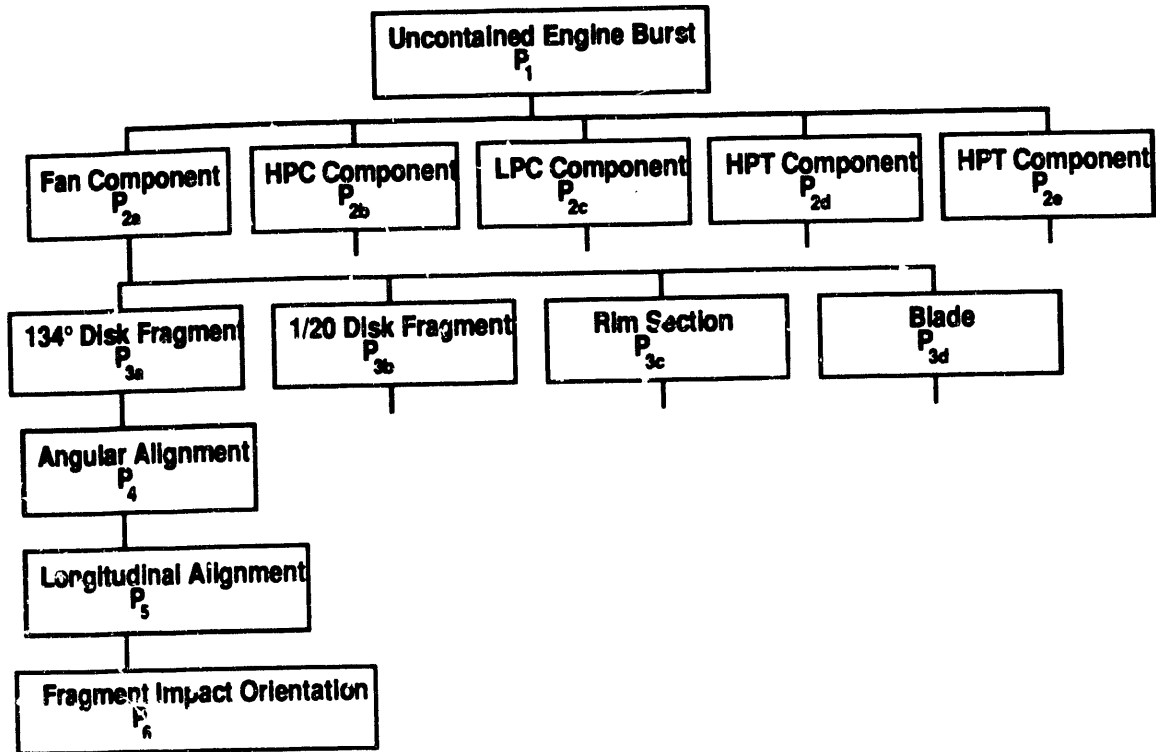 Uncontained Engine Burst
P1
Fan Component
P2a
HPC Component
P2b
LPC Component
P2c
HPT Component
P2d
HPT Component
P2e
134° Disk Fragment
P3a
1/20 Disk Fragment
P3b
Rim Section
P3c
Blade
P3d
Angular Alignment
P4
Longitudinal Alignment
P5
Fragment Impact Orientation
P6